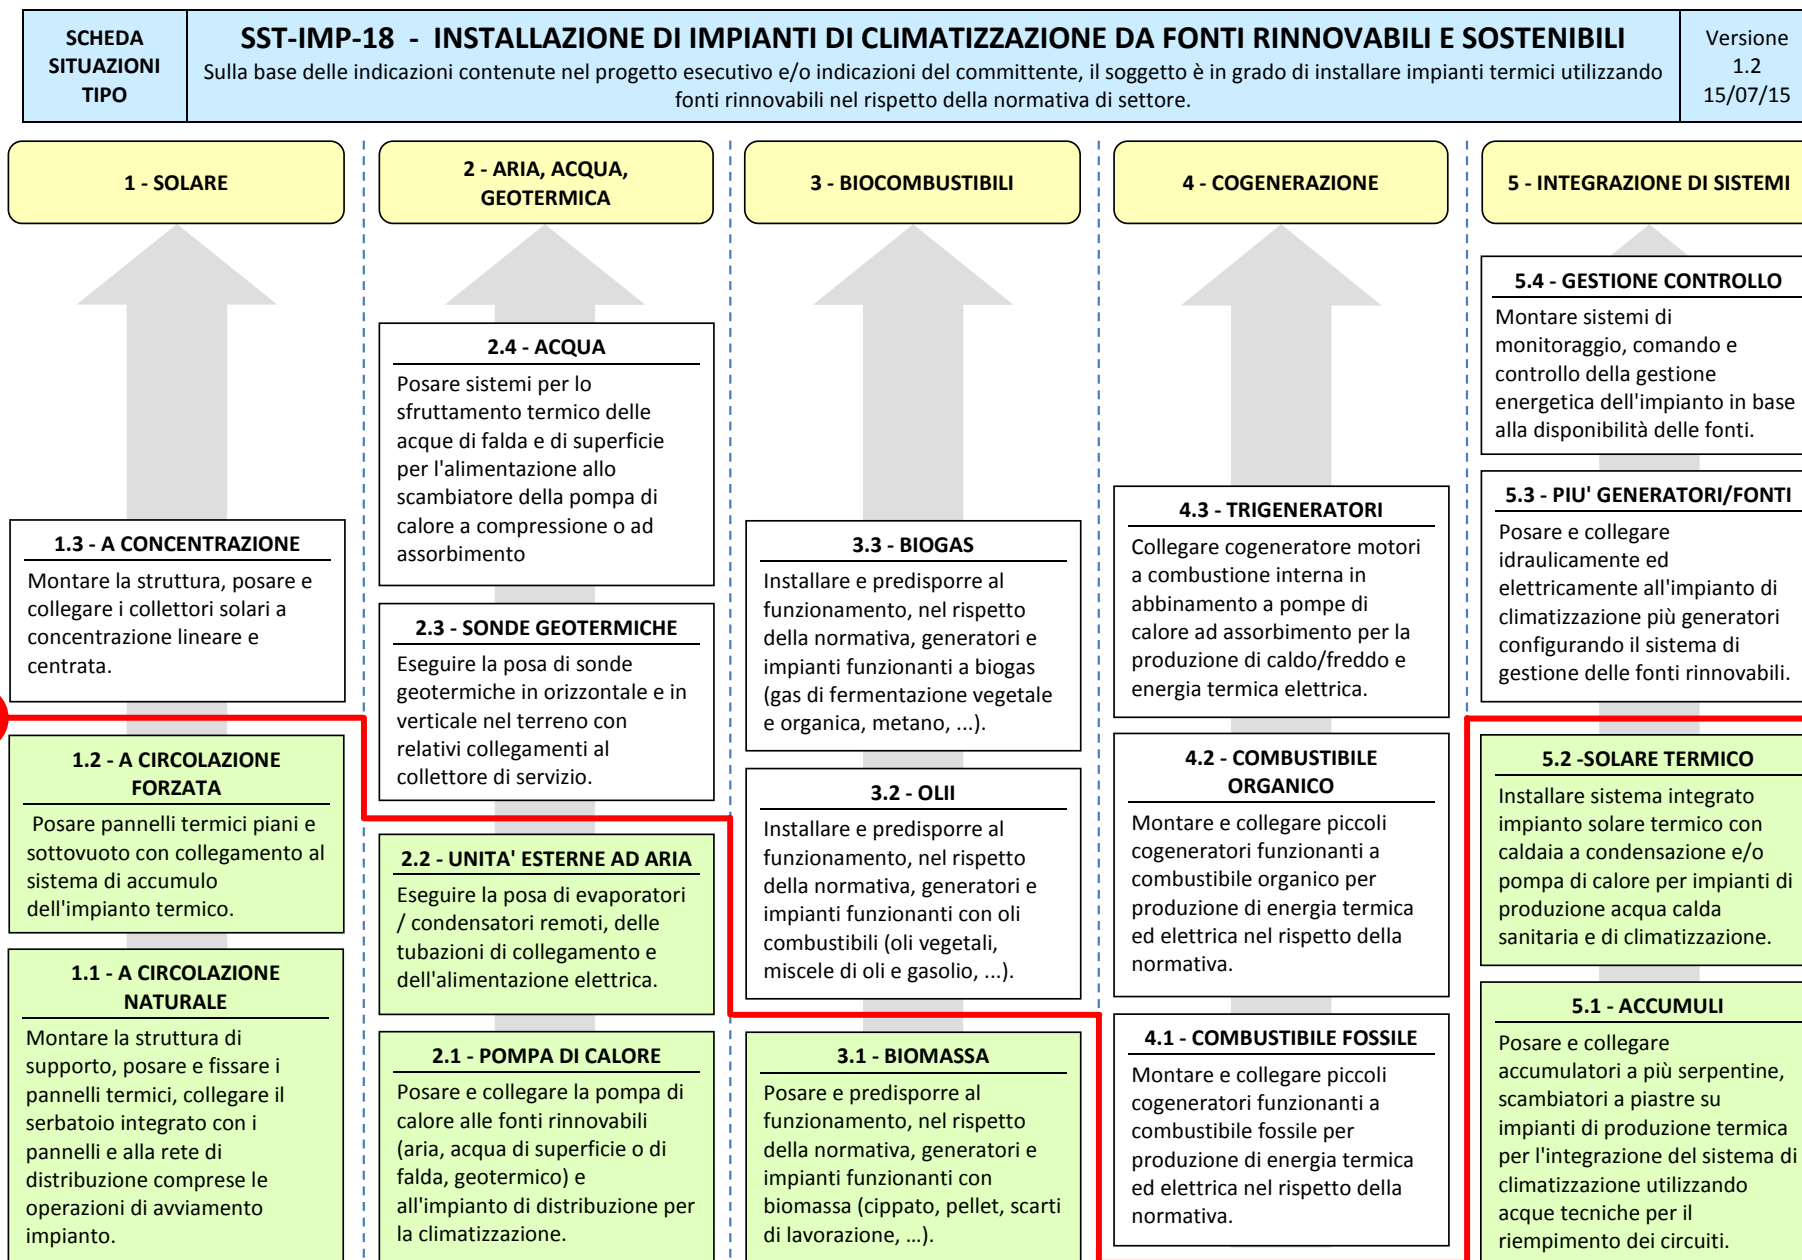 SCHEDA
SITUAZIONI
TIPO
SST-IMP-18 - INSTALLAZIONE DI IMPIANTI DI CLIMATIZZAZIONE DA FONTI RINNOVABILI E SOSTENIBILI
Sulla base delle indicazioni contenute nel progetto esecutivo e/o indicazioni del committente, il soggetto è in grado di installare impianti termici utilizzando
fonti rinnovabili nel rispetto della normativa di settore.
Versione
1.2
15/07/15
1 - SOLARE
1.3 - A CONCENTRAZIONE
Montare la struttura, posare e
collegare i collettori solari a
concentrazione lineare e
centrata.
1.2 - A CIRCOLAZIONE
FORZATA
Posare pannelli termici piani e
sottovuoto con collegamento al
sistema di accumulo
dell'impianto termico.
1.1 - A CIRCOLAZIONE
NATURALE
Montare la struttura di
supporto, posare e fissare i
pannelli termici, collegare il
serbatoio integrato con i
pannelli e alla rete di
distribuzione comprese le
operazioni di avviamento
impianto.
2 - ARIA, ACQUA,
GEOTERMICA
2.4 - ACQUA
Posare sistemi per lo
sfruttamento termico delle
acque di falda e di superficie
per l'alimentazione allo
scambiatore della pompa di
calore a compressione o ad
assorbimento
2.3 - SONDE GEOTERMICHE
Eseguire la posa di sonde
geotermiche in orizzontale e in
verticale nel terreno con
relativi collegamenti al
collettore di servizio.
2.2 - UNITA' ESTERNE AD ARIA
Eseguire la posa di evaporatori
/ condensatori remoti, delle
tubazioni di collegamento e
dell'alimentazione elettrica.
2.1 - POMPA DI CALORE
Posare e collegare la pompa di
calore alle fonti rinnovabili
(aria, acqua di superficie o di
falda, geotermico) e
all'impianto di distribuzione per
la climatizzazione.
3 - BIOCOMBUSTIBILI
3.3 - BIOGAS
Installare e predisporre al
funzionamento, nel rispetto
della normativa, generatori e
impianti funzionanti a biogas
(gas di fermentazione vegetale
e organica, metano, ...).
3.2 - OLII
Installare e predisporre al
funzionamento, nel rispetto
della normativa, generatori e
impianti funzionanti con oli
combustibili (oli vegetali,
miscele di oli e gasolio, ...).
3.1 - BIOMASSA
Posare e predisporre al
funzionamento, nel rispetto
della normativa, generatori e
impianti funzionanti con
biomassa (cippato, pellet, scarti
di lavorazione, …).
4 - COGENERAZIONE
4.3 - TRIGENERATORI
Collegare cogeneratore motori
a combustione interna in
abbinamento a pompe di
calore ad assorbimento per la
produzione di caldo/freddo e
energia termica elettrica.
4.2 - COMBUSTIBILE
ORGANICO
Montare e collegare piccoli
cogeneratori funzionanti a
combustibile organico per
produzione di energia termica
ed elettrica nel rispetto della
normativa.
4.1 - COMBUSTIBILE FOSSILE
Montare e collegare piccoli
cogeneratori funzionanti a
combustibile fossile per
produzione di energia termica
ed elettrica nel rispetto della
normativa.
5 - INTEGRAZIONE DI SISTEMI
5.4 - GESTIONE CONTROLLO
Montare sistemi di
monitoraggio, comando e
controllo della gestione
energetica dell'impianto in base
alla disponibilità delle fonti.
5.3 - PIU' GENERATORI/FONTI
Posare e collegare
idraulicamente ed
elettricamente all'impianto di
climatizzazione più generatori
configurando il sistema di
gestione delle fonti rinnovabili.
5.2 -SOLARE TERMICO
Installare sistema integrato
impianto solare termico con
caldaia a condensazione e/o
pompa di calore per impianti di
produzione acqua calda
sanitaria e di climatizzazione.
5.1 - ACCUMULI
Posare e collegare
accumulatori a più serpentine,
scambiatori a piastre su
impianti di produzione termica
per l'integrazione del sistema di
climatizzazione utilizzando
acque tecniche per il
riempimento dei circuiti.